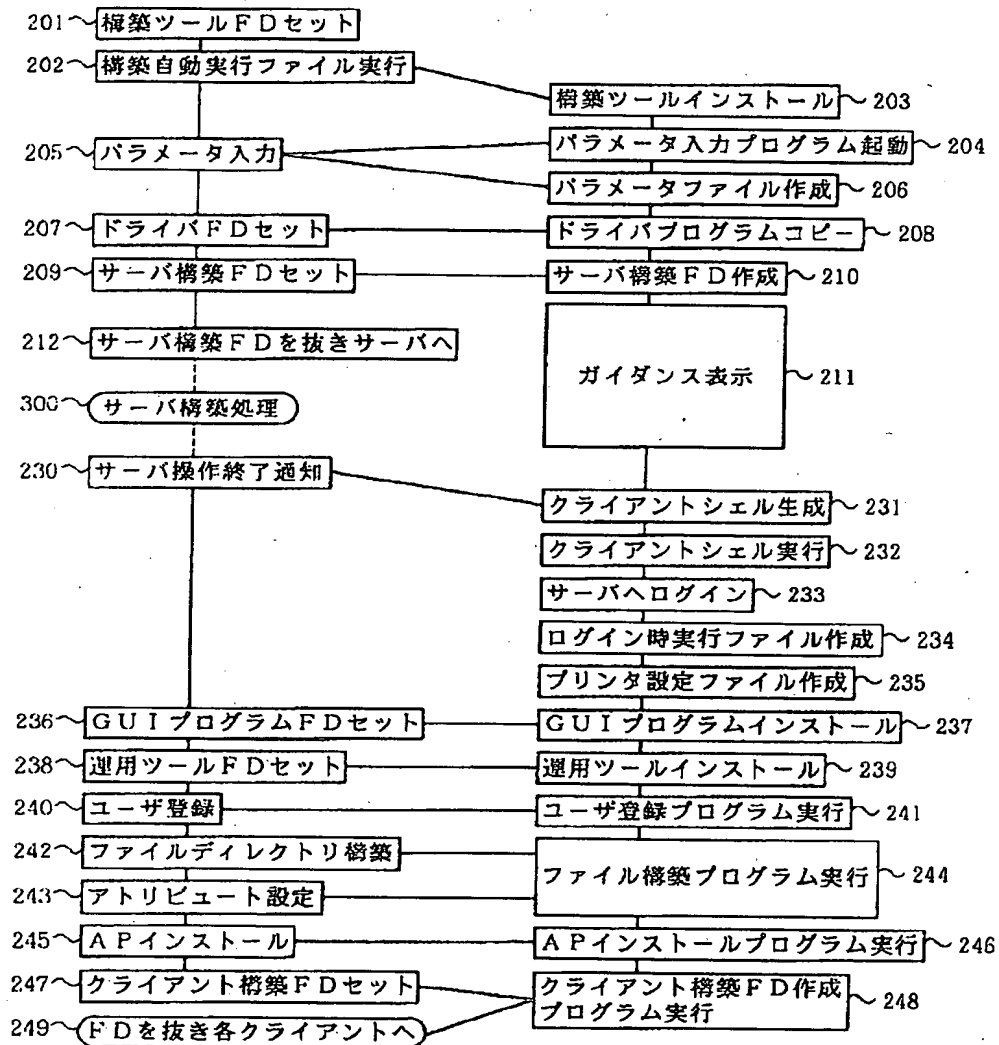 201 構築ツールＦＤセット
202 構築自動実行ファイル実行
構築ツールインストール 203
パラメータ入力プログラム起動 204
205 パラメータ入力
パラメータファイル作成 206
207 ドライバＦＤセット
ドライバプログラムコピー 208
209 サーバ構築ＦＤセット
サーバ構築ＦＤ作成 210
212 サーバ構築ＦＤを抜きサーバへ
ガイダンス表示 211
300 サーバ構築処理
230 サーバ操作終了通知
クライアントシェル生成 231
クライアントシェル実行 232
サーバへログイン 233
ログイン時実行ファイル作成 234
プリンタ設定ファイル作成 235
236 ＧＵＩプログラムＦＤセット
ＧＵＩプログラムインストール 237
238 運用ツールＦＤセット
運用ツールインストール 239
240 ユーザ登録
ユーザ登録プログラム実行 241
242 ファイルディレクトリ構築
ファイル構築プログラム実行 244
243 アトリビュート設定
245 ＡＰインストール
ＡＰインストールプログラム実行 246
247 クライアント構築ＦＤセット
クライアント構築ＦＤ作成
プログラム実行 248
249 ＦＤを抜き各クライアントへ